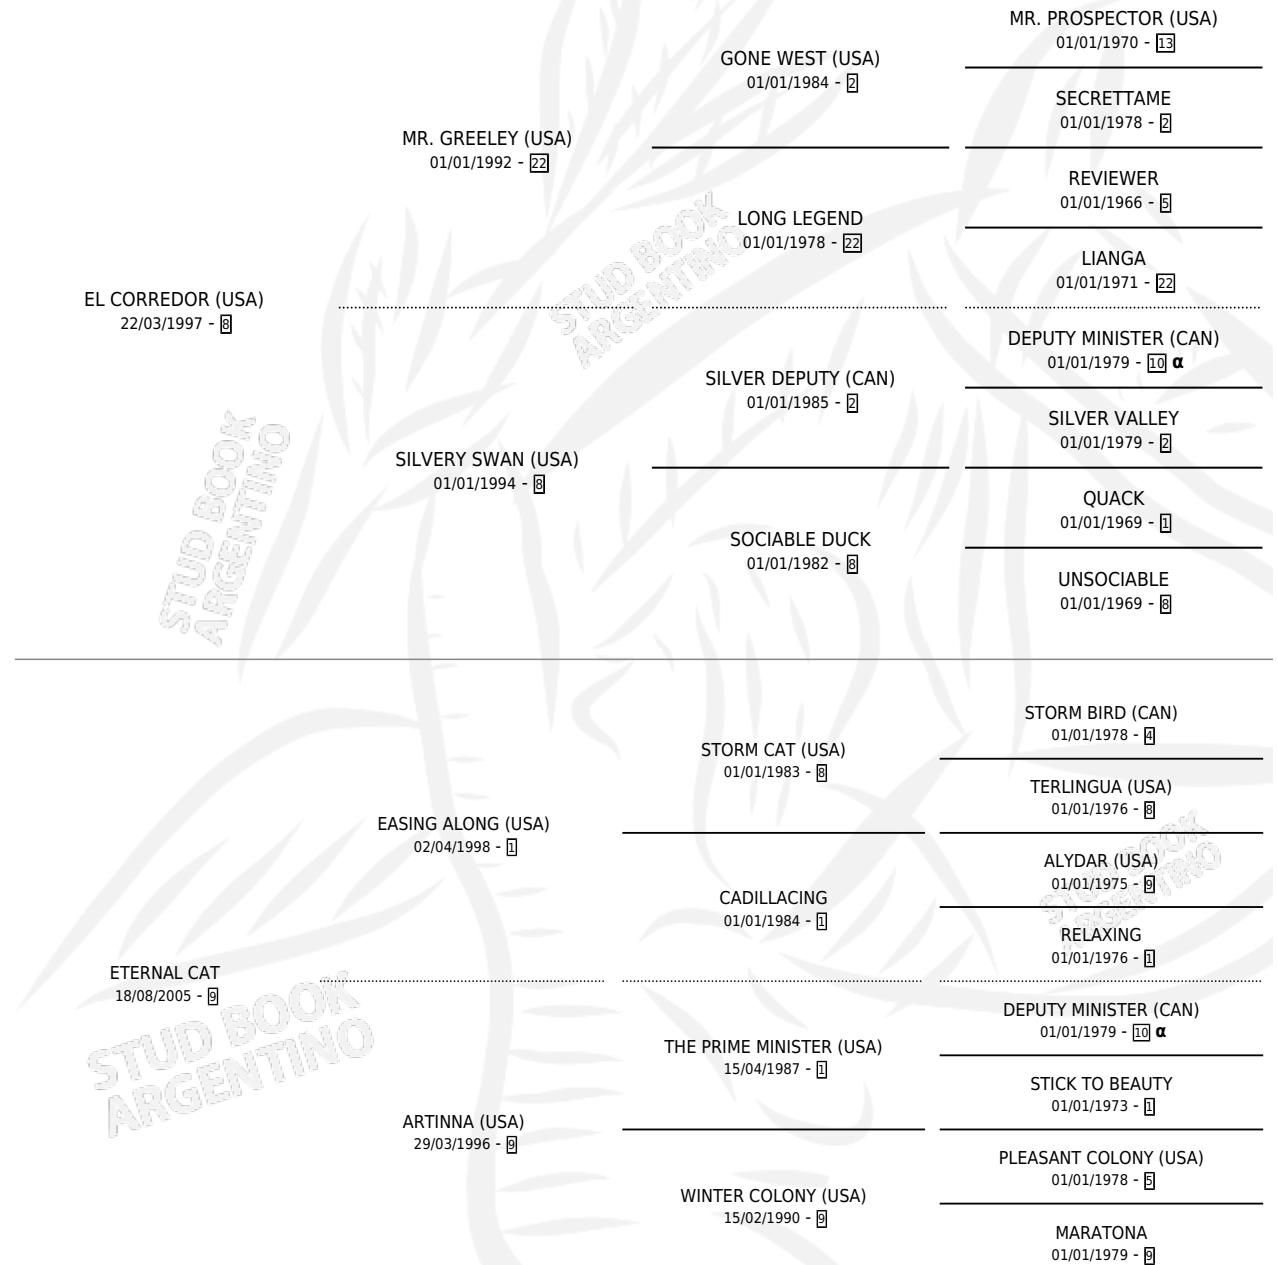 MR. PROSPECTOR (USA)
01/01/1970 - 13
GONE WEST (USA)
01/01/1984 - 2
SECRETTAME
01/01/1978 - 2
MR. GREELEY (USA)
01/01/1992 - 22
REVIEWER
01/01/1966 - 5
LONG LEGEND
01/01/1978 - 22
LIANGA
01/01/1971 - 22
EL CORREDOR (USA)
22/03/1997 - 8
DEPUTY MINISTER (CAN)
01/01/1979 - 10 α
SILVER DEPUTY (CAN)
01/01/1985 - 2
SILVER VALLEY
01/01/1979 - 2
SILVERY SWAN (USA)
01/01/1994 - 8
QUACK
01/01/1969 - 1
SOCIABLE DUCK
01/01/1982 - 8
UNSOCIABLE
01/01/1969 - 8
STORM BIRD (CAN)
01/01/1978 - 4
STORM CAT (USA)
01/01/1983 - 8
TERLINGUA (USA)
01/01/1976 - 8
EASING ALONG (USA)
02/04/1998 - 1
ALYDAR (USA)
01/01/1975 - 9
CADILLACING
01/01/1984 - 1
RELAXING
01/01/1976 - 1
ETERNAL CAT
18/08/2005 - 9
DEPUTY MINISTER (CAN)
01/01/1979 - 10 α
THE PRIME MINISTER (USA)
15/04/1987 - 1
STICK TO BEAUTY
01/01/1973 - 1
ARTINNA (USA)
29/03/1996 - 9
PLEASANT COLONY (USA)
01/01/1978 - 5
WINTER COLONY (USA)
15/02/1990 - 9
MARATONA
01/01/1979 - 9
STUD BOOK
ARGENTINO
STUD BOOK
ARGENTINO
STUD BOOK
ARGENTINO
STUD BOOK
ARGENTINO